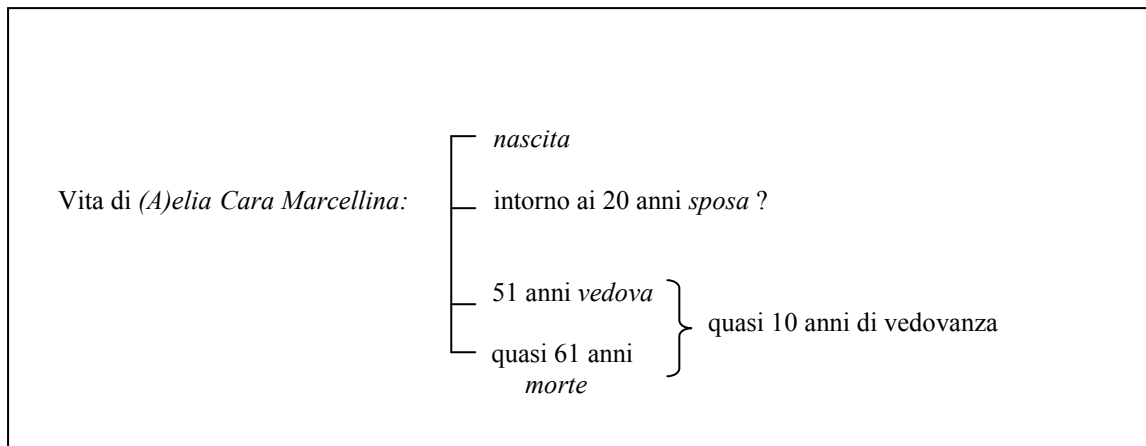 nascita
Vita di (A)elia Cara Marcellina:
intorno ai 20 anni sposa ?
51 anni vedova
quasi 10 anni di vedovanza
quasi 61 anni
morte